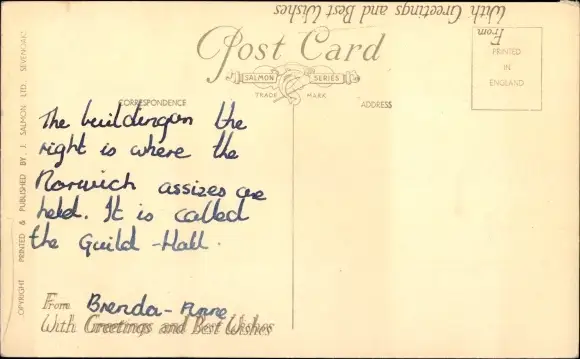 With Greetings and Best Wishes
From
Post Card
SALMON SERIES
TRADE MARK
PRINTED
IN
ENGLAND
CORRESPONDENCE
ADDRESS
COPYRIGHT PRINTED & PUBLISHED BY J. SALMON LTD. SEVENOAKS
The building on the
right is where the
Norwich assizes are
held. It is called
the Guild-Hall.
From Brenda-Anne
With Greetings and Best Wishes